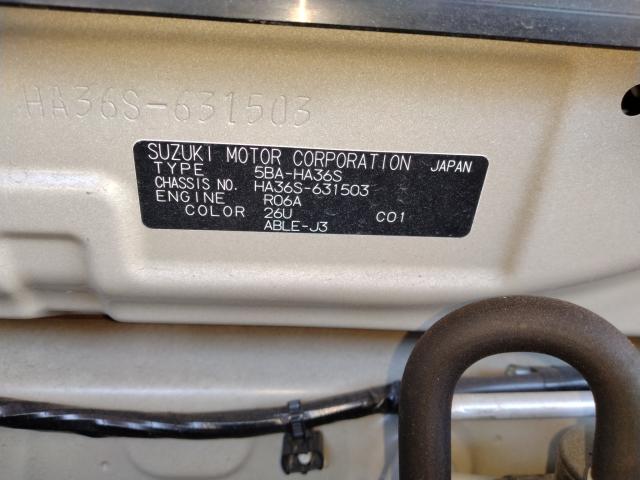 HA36S-631503
SUZUKI MOTOR CORPORATION JAPAN
TYPE 5BA-HA36S
CHASSIS NO. HA36S-631503
ENGINE R06A
COLOR 26U C01
ABLE-J3